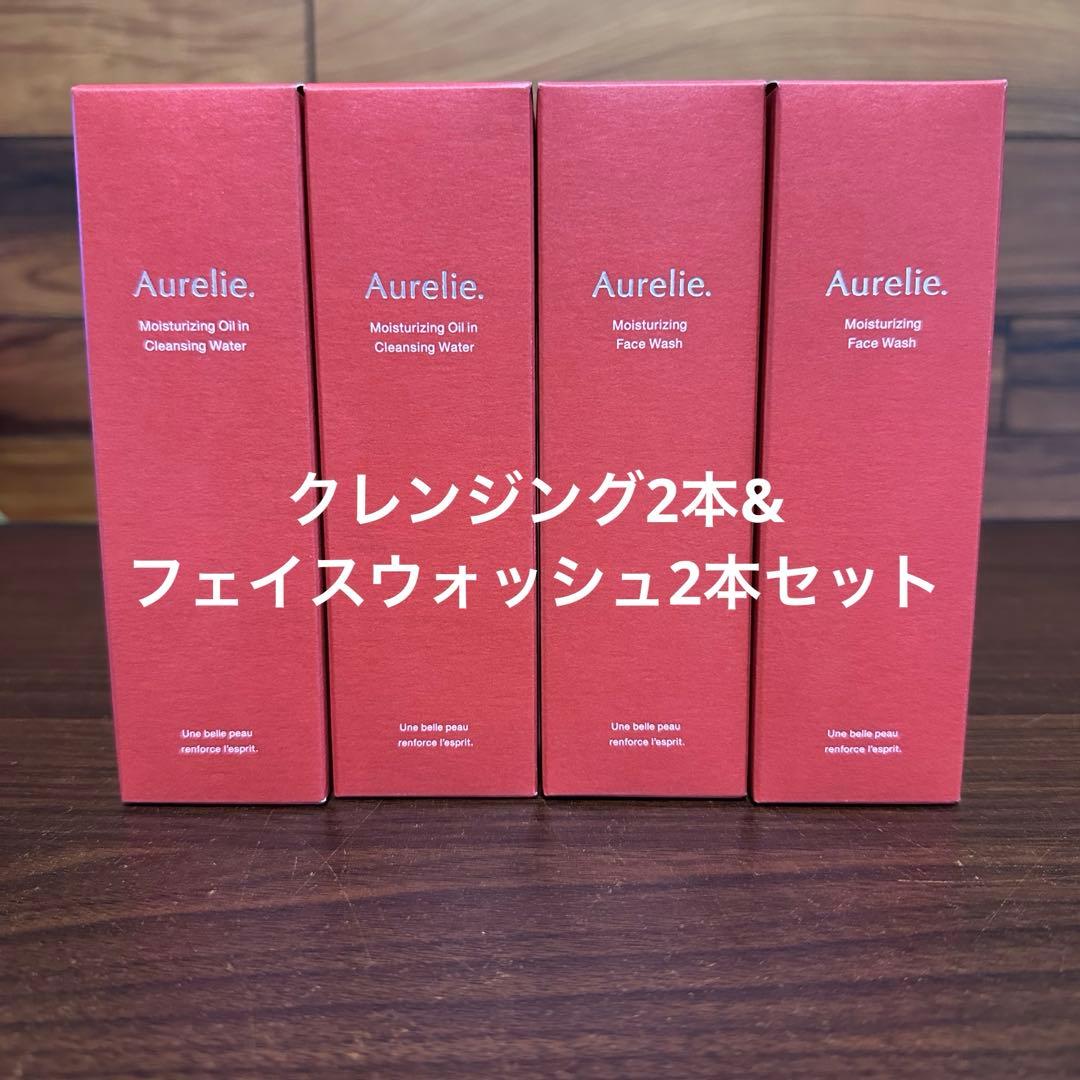 Aurelie.
Moisturizing Oil in
Cleansing Water
Aurelie.
Moisturizing Oil in
Cleansing Water
Aurelie.
Moisturizing
Face Wash
Aurelie.
Moisturizing
Face Wash
クレンジング2本&
フェイスウォッシュ2本セット
Une belle peau
renforce l'esprit.
Une belle peau
renforce l'esprit.
Une belle peau
renforce l'esprit.
Une belle peau
renforce l'esprit.